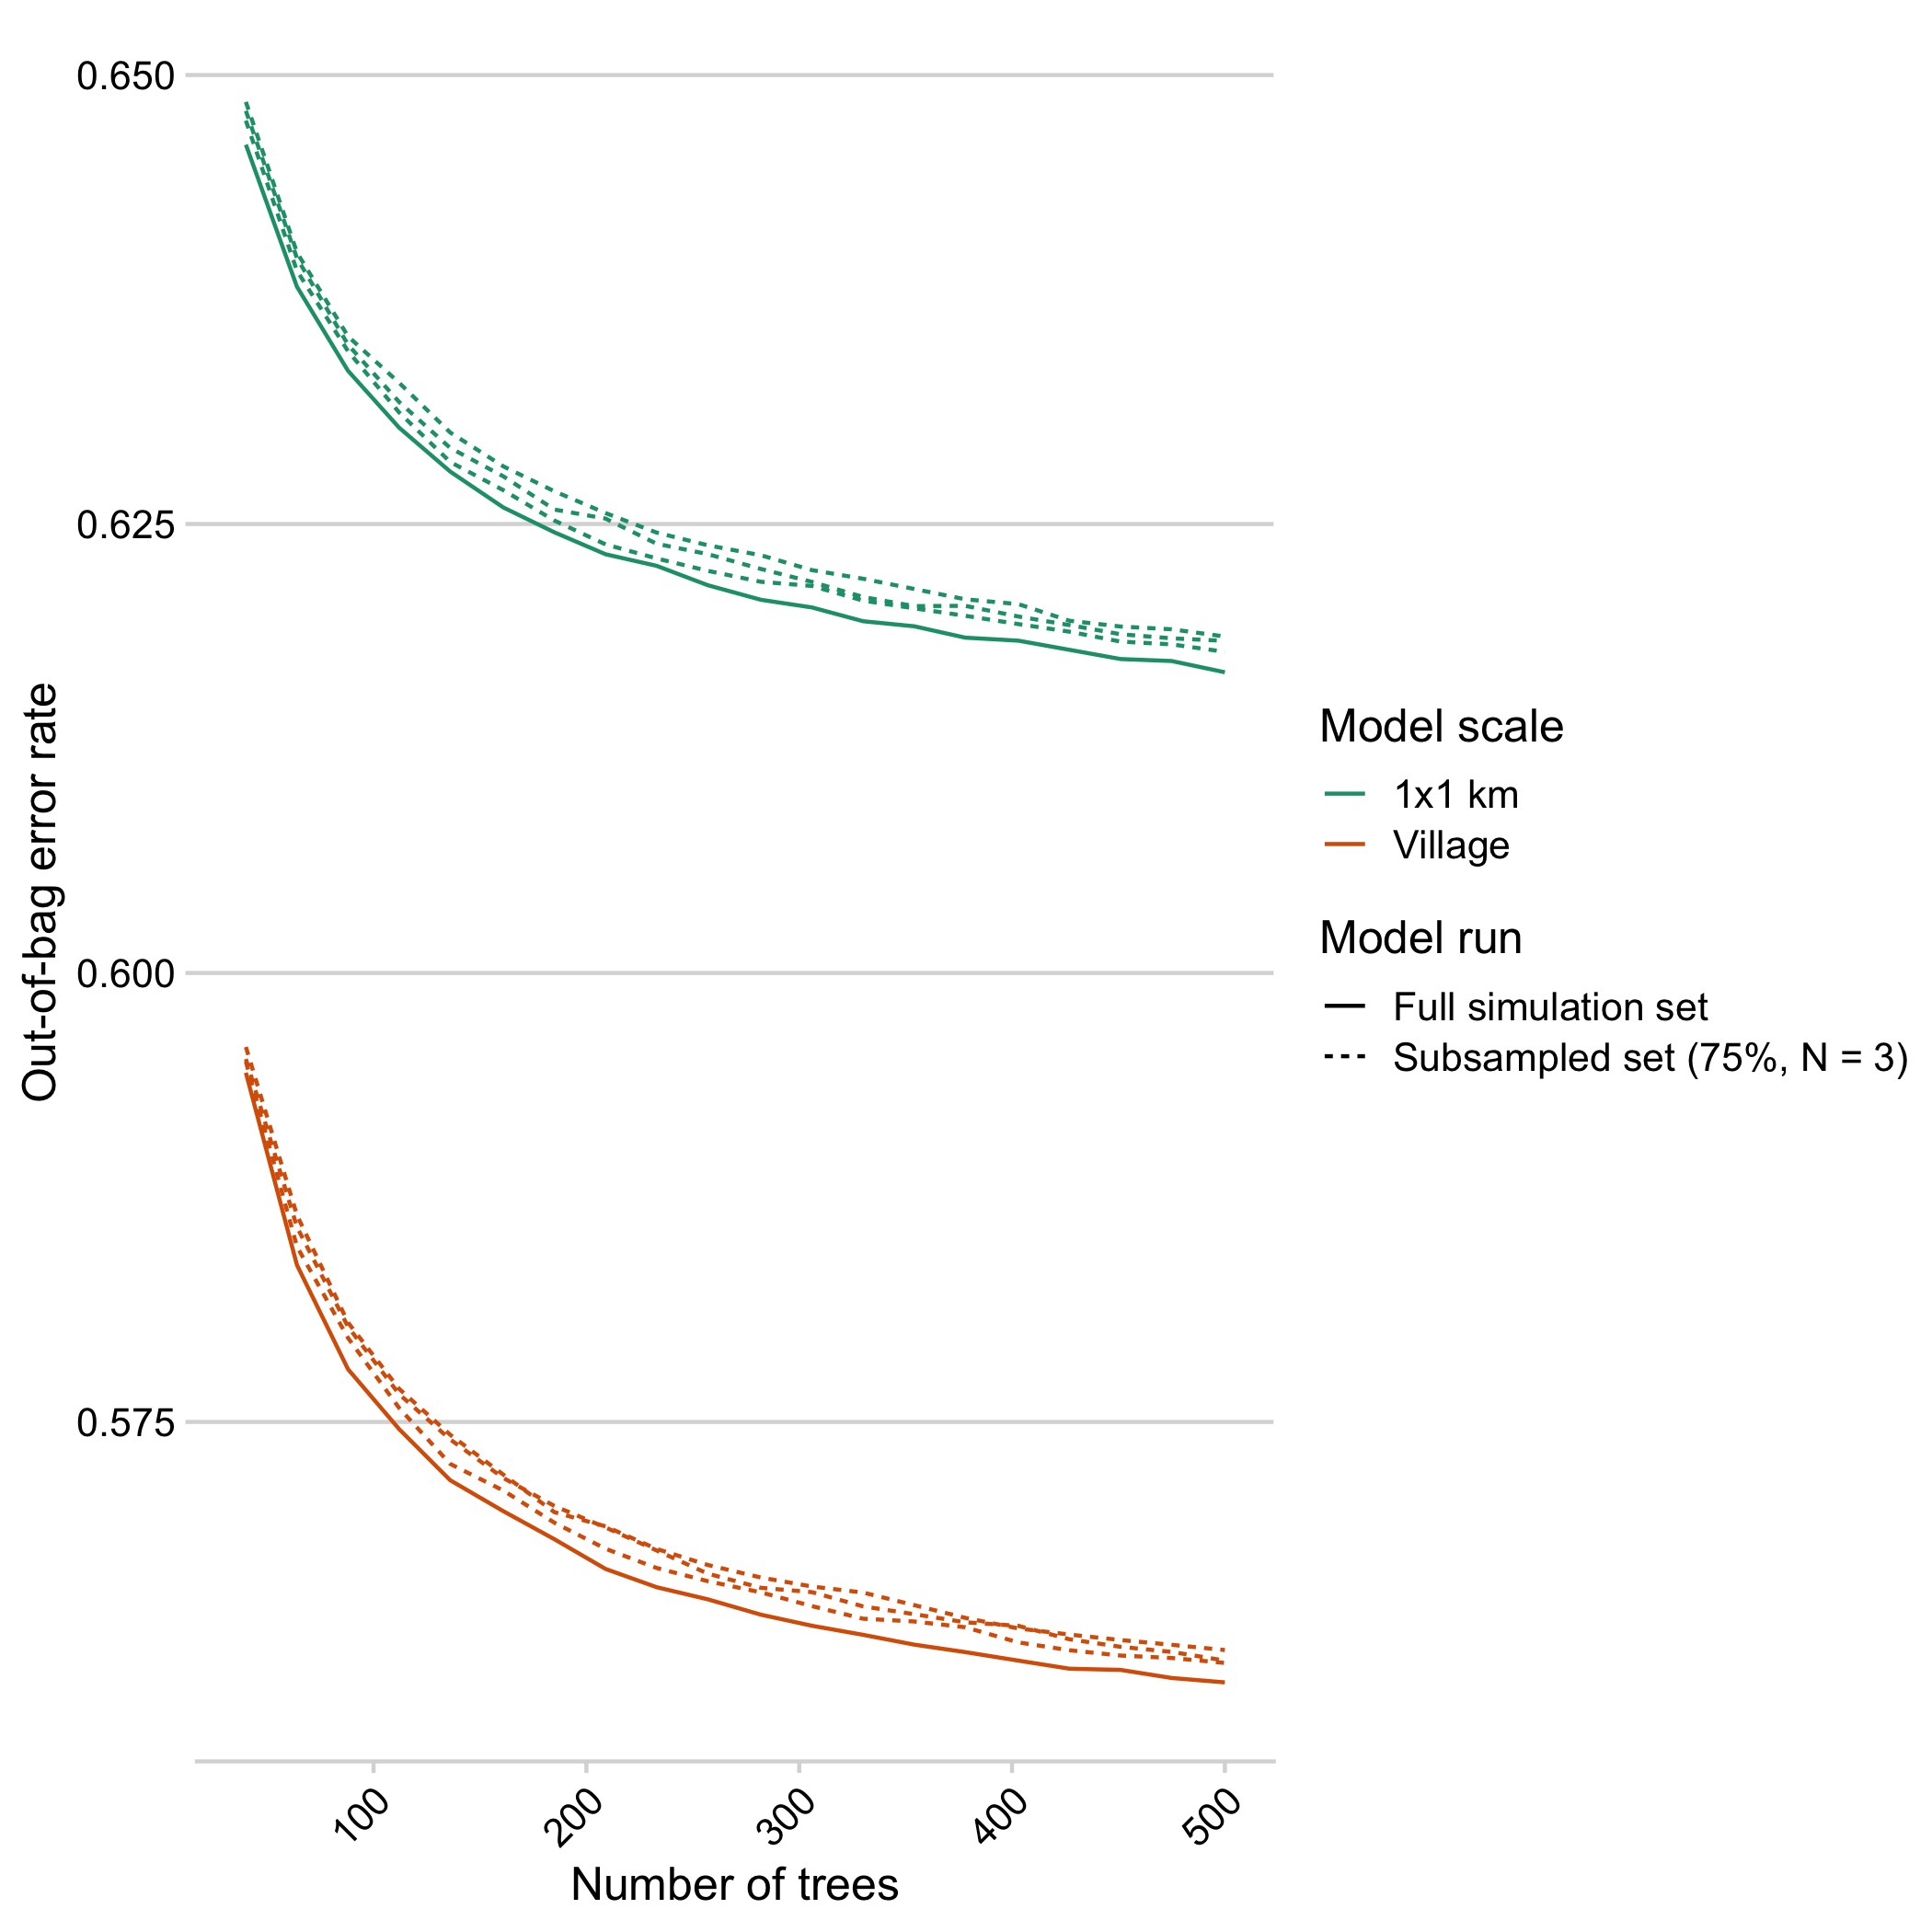 0.650
0.625
0.600
0.575
Out-of-bag error rate
100
200
300
400
500
Number of trees
Model scale
1x1 km
Village
Model run
Full simulation set
Subsampled set (75%, N = 3)